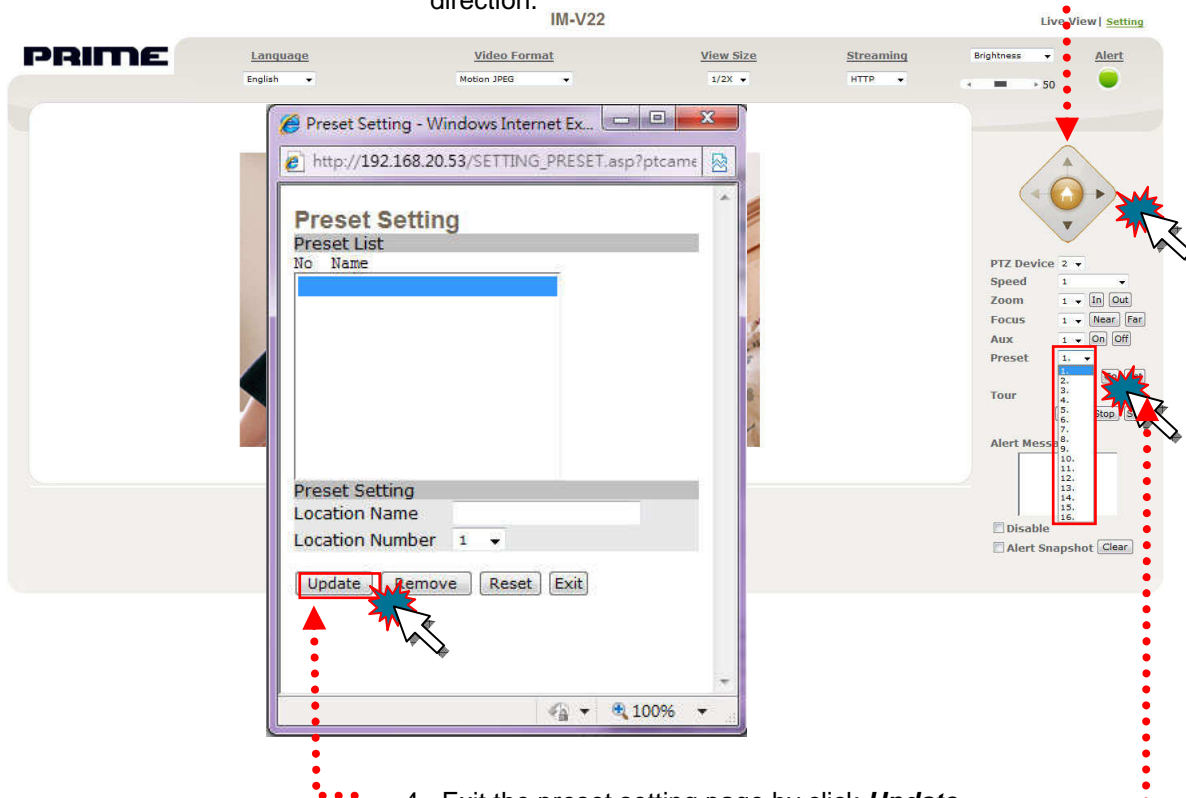 direction.
IM-V22
Live View | Setting
PRIME
Language
Video Format
View Size
Streaming
Brightness
Alert
English
Motion JPEG
1/2X
HTTP
50
Preset Setting - Windows Internet Ex...
http://192.168.20.53/SETTING_PRESET.asp?ptcame
Preset Setting
Preset List
No Name
Preset Setting
Location Name
Location Number 1
Update Remove Reset Exit
100%
PTZ Device 2
Speed 1
Zoom 1 In Out
Focus 1 Near Far
Aux 1 On Off
Preset 1.
1.
2.
3.
4.
5.
6.
7.
8.
9.
10.
11.
12.
13.
14.
15.
16.
Tour
Stop
Alert
Disable
Alert Snapshot Clear
4. Exit the preset setting page by click Update